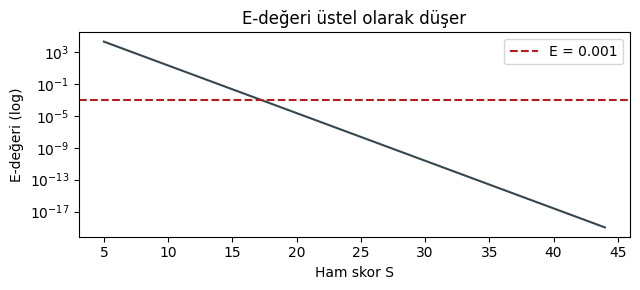 E-değeri üstel olarak düşer
E = 0.001
E-değeri (log)
10³
10⁻¹
10⁻⁵
10⁻⁹
10⁻¹³
10⁻¹⁷
5 10 15 20 25 30 35 40 45
Ham skor S